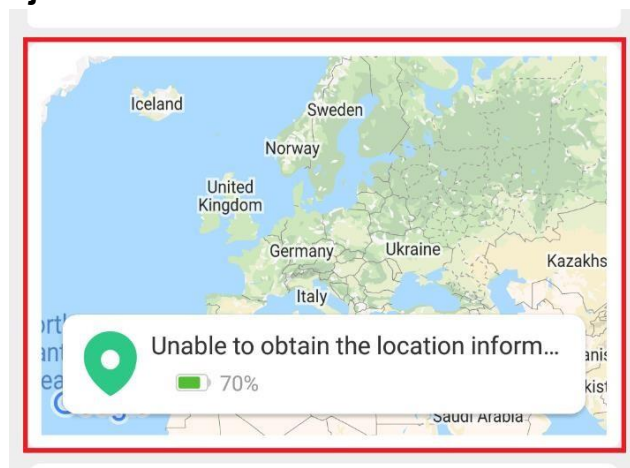 Iceland
Sweden
Norway
United
Kingdom
Germany
Ukraine
Kazakhs
Italy
Unable to obtain the location inform...
70%
Saudi Arabia